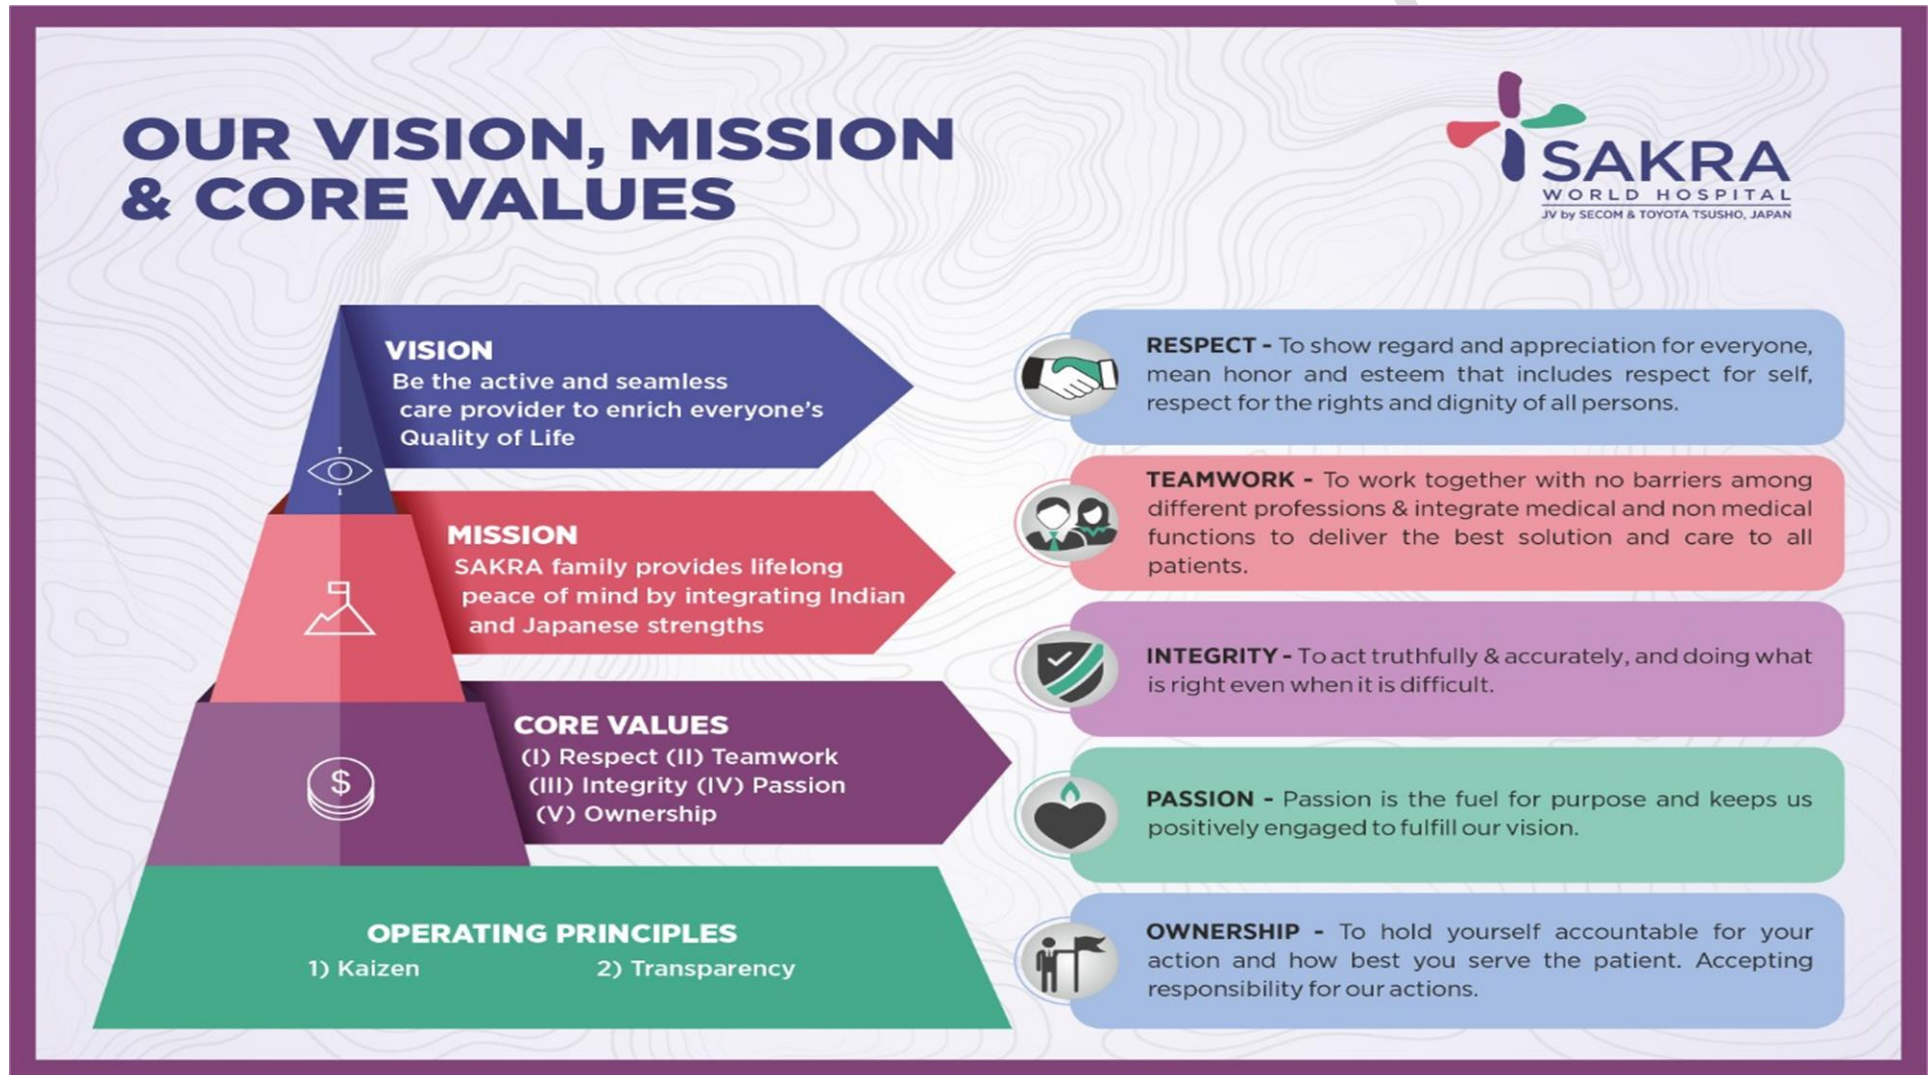 OUR VISION, MISSION
& CORE VALUES
SAKRA
WORLD HOSPITAL
JV by SECOM & TOYOTA TSUSHO, JAPAN
VISION
Be the active and seamless
care provider to enrich everyone's
Quality of Life
MISSION
SAKRA family provides lifelong
peace of mind by integrating Indian
and Japanese strengths
CORE VALUES
(I) Respect (II) Teamwork
(III) Integrity (IV) Passion
(V) Ownership
$
OPERATING PRINCIPLES
1) Kaizen 2) Transparency
RESPECT - To show regard and appreciation for everyone,
mean honor and esteem that includes respect for self,
respect for the rights and dignity of all persons.
TEAMWORK - To work together with no barriers among
different professions & integrate medical and non medical
functions to deliver the best solution and care to all
patients.
INTEGRITY - To act truthfully & accurately, and doing what
is right even when it is difficult.
PASSION - Passion is the fuel for purpose and keeps us
positively engaged to fulfill our vision.
OWNERSHIP - To hold yourself accountable for your
action and how best you serve the patient. Accepting
responsibility for our actions.